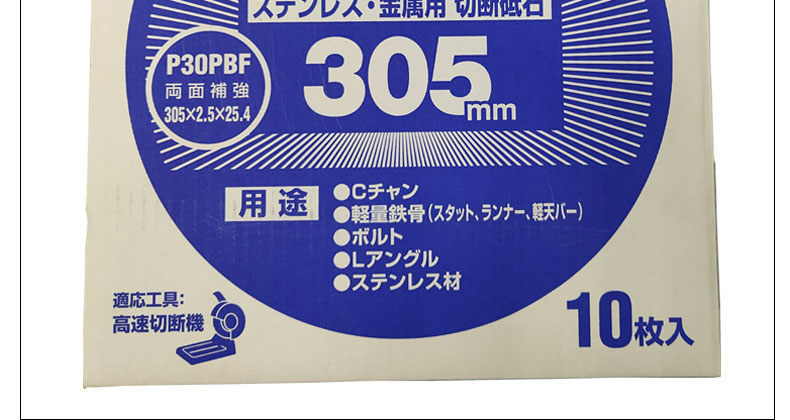 ステンレス・金属用 切断砥石
P30PBF
両面補強
305×2.5×25.4
305mm
用途
●Cチャン
●軽量鉄骨(スタット、ランナー、軽天バー)
●ボルト
●Lアングル
●ステンレス材
適応工具:
高速切断機
10枚入